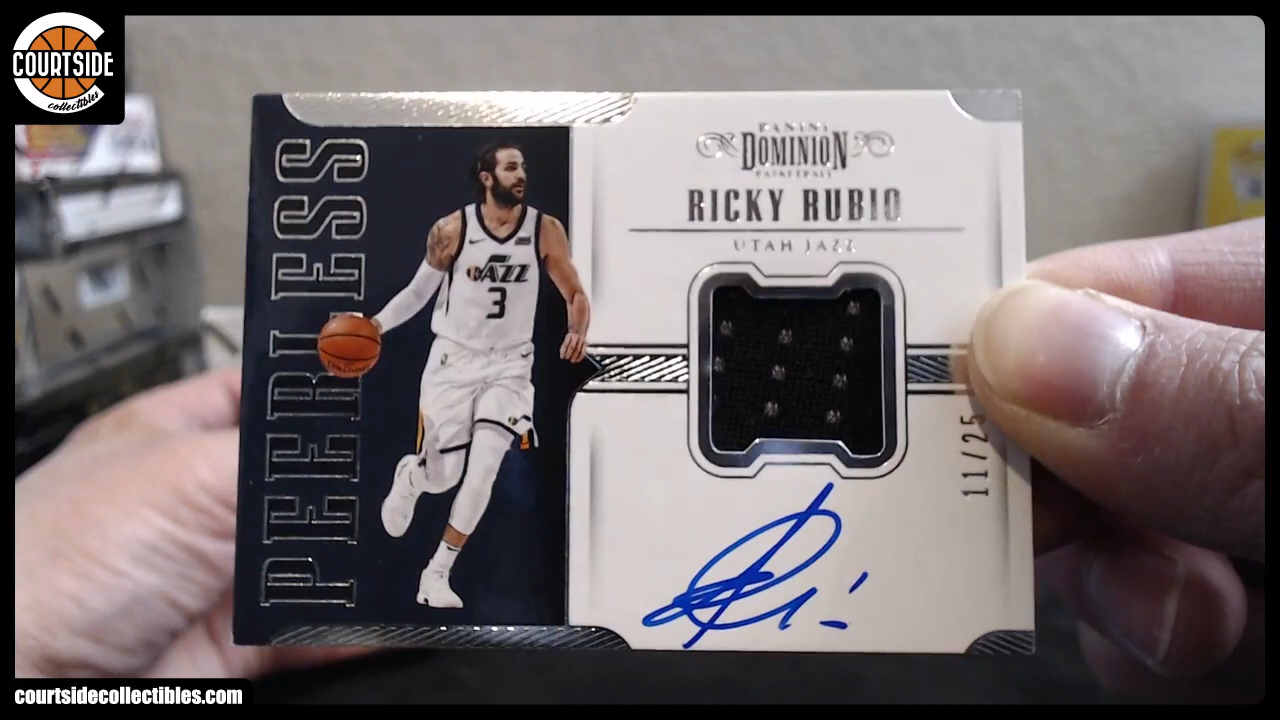 COURTSIDE
collectibles
PEERLESS
PANINI
DOMINION
BASKETBALL
RICKY RUBIO
UTAH JAZZ
JAZZ
3
11/25
courtsidecollectibles.com